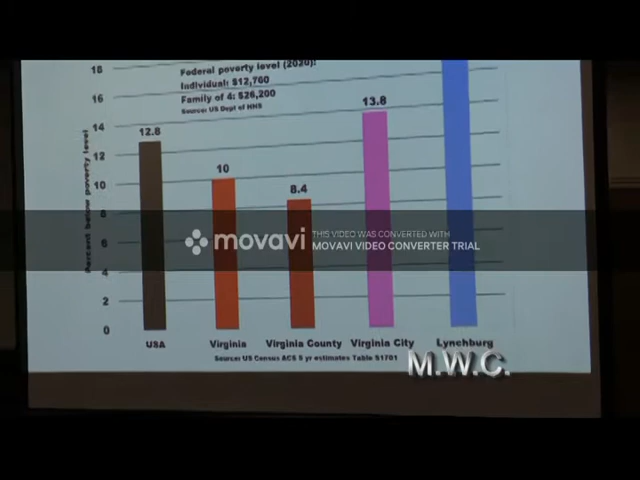 18
Federal poverty level (2020):
Individual: $12,760
16
Family of 4: $26,200
Source: US Dept of HHS
13.8
14
12.8
12
10
8.4
10
8
6
4
2
0
Percent below poverty level
movavi
THIS VIDEO WAS CONVERTED WITH
MOVAVI VIDEO CONVERTER TRIAL
USA Virginia Virginia County Virginia City Lynchburg
Source: US Census ACS 5 yr estimates Table S1701
M.W.C.